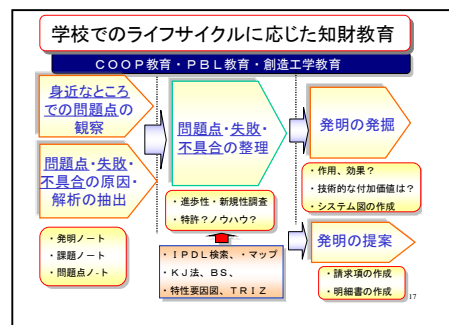 学校でのライフサイクルに応じた知財教育
ＣＯＯＰ教育・ＰＢＬ教育・創造工学教育
身近なところ
での問題点の
観察
問題点・失敗・
不具合の原因・
解析の抽出
・発明ノート
・課題ノート
・問題点ノ-ト
問題点・失敗・
不具合の整理
・進歩性・新規性調査
・特許？ノウハウ？
・ＩＰＤＬ検索、・マップ
・ＫＪ法、ＢＳ、
・特性要因図、ＴＲＩＺ
発明の発掘
・作用、効果？
・技術的な付加価値は？
・システム図の作成
発明の提案
・請求項の作成
・明細書の作成
17